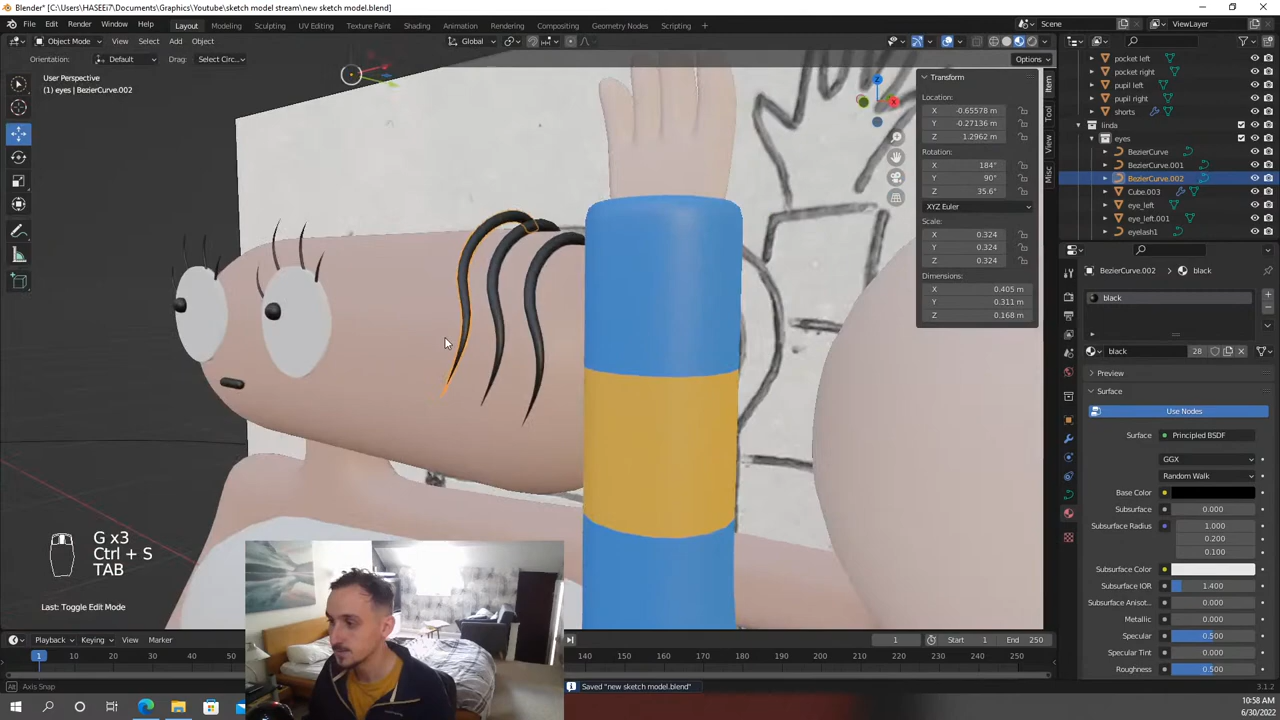 Blender* [C:\Users\HASEEi7\Documents\Graphics\Youtube\sketch model stream\new sketch model.blend]
File Edit Render Window Help Layout Modeling Sculpting UV Editing Texture Paint Shading Animation Rendering Compositing Geometry Nodes Scripting + Scene ViewLayer
Object Mode View Select Add Object Global
Orientation: Default Drag: Select Circ... Options
User Perspective
(1) eyes | BezierCurve.002
Transform
Location:
X -0.65578 m
Y -0.27136 m
Z 1.2962 m
Rotation:
X 184°
Y 90°
Z 35.6°
XYZ Euler
Scale:
X 0.324
Y 0.324
Z 0.324
Dimensions:
X 0.405 m
Y 0.311 m
Z 0.168 m
Item
Tool
View
Misc
pocket left
pocket right
pupil left
pupil right
shorts
linda
eyes
BezierCurve
BezierCurve.001
BezierCurve.002
Cube.003
eye_left
eye_left.001
eyelash1
BezierCurve.002 black
black
black 28
Preview
Surface
Use Nodes
Surface Principled BSDF
GGX
Random Walk
Base Color
Subsurface 0.000
Subsurface Radius 1.000
0.200
0.100
Subsurface Color
Subsurface IOR 1.400
Subsurface Anisot... 0.000
Metallic 0.000
Specular 0.500
Specular Tint 0.000
Roughness 0.500
G x3
Ctrl + S
TAB
Last: Toggle Edit Mode
Playback Keying View Marker 1 Start 1 End 250
1 10 20 30 40 50 60 70 80 140 150 160 170 180 190 200 210 220 230 240 250
Axis Snap Saved "new sketch model.blend" 3.1.2
10:58 AM
6/30/2022